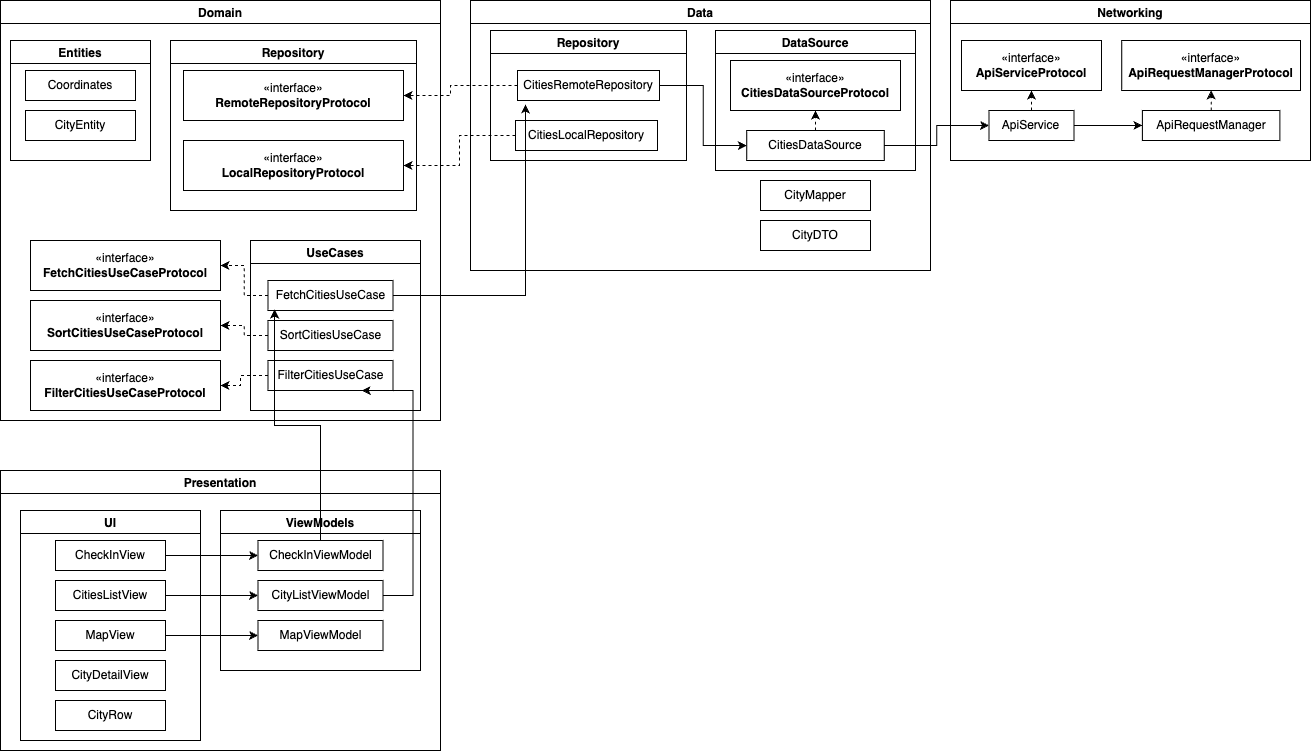 Domain
Entities
Coordinates
CityEntity
Repository
«interface»
RemoteRepositoryProtocol
«interface»
LocalRepositoryProtocol
«interface»
FetchCitiesUseCaseProtocol
«interface»
SortCitiesUseCaseProtocol
«interface»
FilterCitiesUseCaseProtocol
UseCases
FetchCitiesUseCase
SortCitiesUseCase
FilterCitiesUseCase
Data
Repository
CitiesRemoteRepository
CitiesLocalRepository
DataSource
«interface»
CitiesDataSourceProtocol
CitiesDataSource
CityMapper
CityDTO
Networking
«interface»
ApiServiceProtocol
ApiService
«interface»
ApiRequestManagerProtocol
ApiRequestManager
Presentation
UI
CheckInView
CitiesListView
MapView
CityDetailView
CityRow
ViewModels
CheckInViewModel
CityListViewModel
MapViewModel